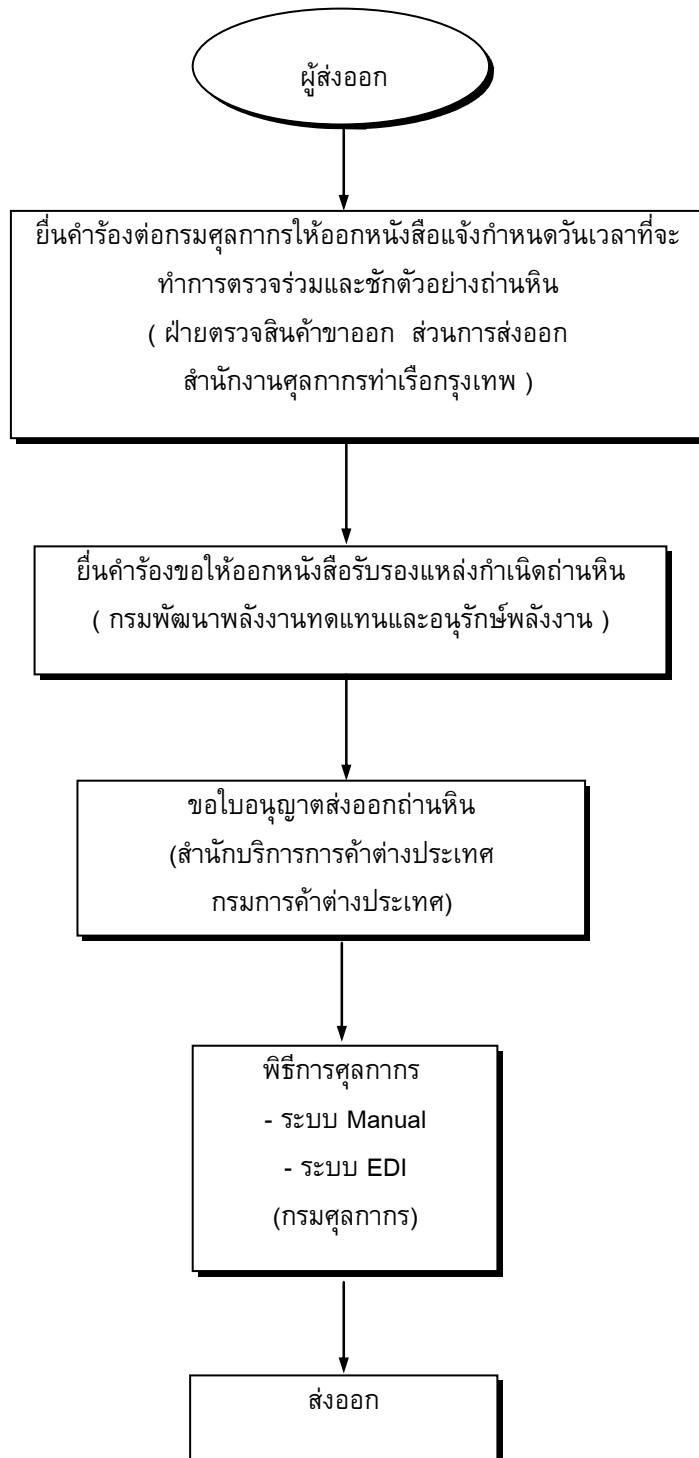 ผู้ส่งออก
ยื่นคำร้องต่อกรมศุลกากรให้ออกหนังสือแจ้งกำหนดวันเวลาที่จะ
ทำการตรวจร่วมและชักตัวอย่างถ่านหิน
( ฝ่ายตรวจสินค้าขาออก ส่วนการส่งออก
สำนักงานศุลกากรท่าเรือกรุงเทพ )
ยื่นคำร้องขอให้ออกหนังสือรับรองแหล่งกำเนิดถ่านหิน
( กรมพัฒนาพลังงานทดแทนและอนุรักษ์พลังงาน )
ขอใบอนุญาตส่งออกถ่านหิน
(สำนักบริการการค้าต่างประเทศ
กรมการค้าต่างประเทศ)
พิธีการศุลกากร
- ระบบ Manual
- ระบบ EDI
(กรมศุลกากร)
ส่งออก